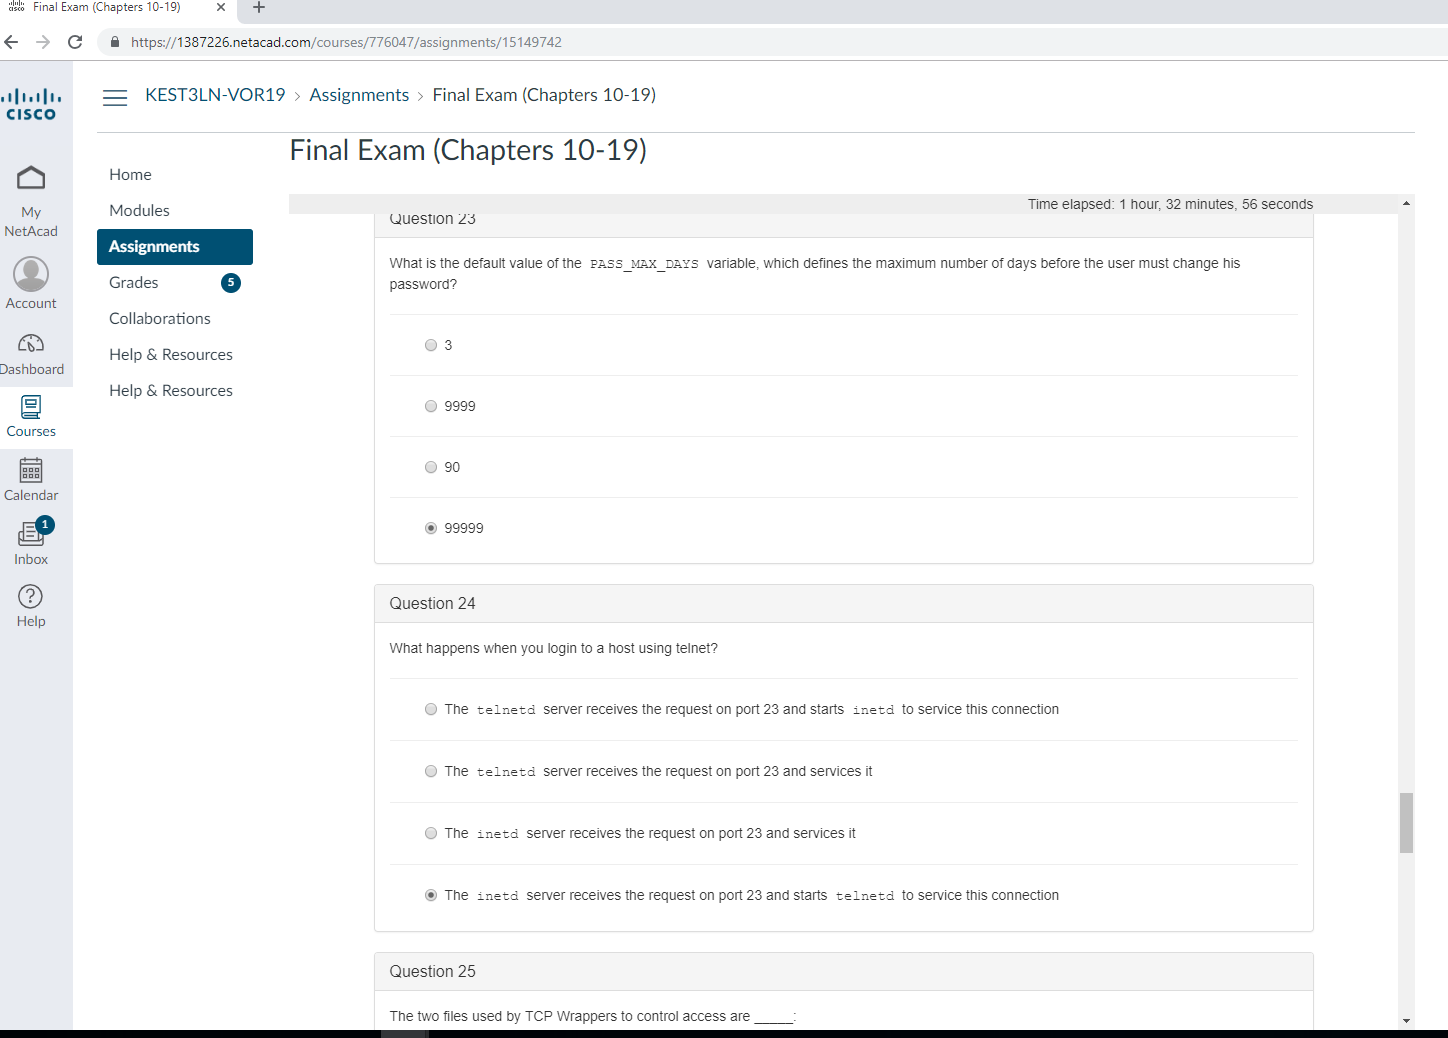 Final Exam (Chapters 10-19)
https://1387226.netacad.com/courses/776047/assignments/15149742
CISCO
My
NetAcad
Account
Dashboard
Courses
Calendar
1
Inbox
Help
KEST3LN-VOR19 > Assignments > Final Exam (Chapters 10-19)
Home
Modules
Assignments
Grades 5
Collaborations
Help & Resources
Help & Resources
Final Exam (Chapters 10-19)
Time elapsed: 1 hour, 32 minutes, 56 seconds
Question 23
What is the default value of the PASS_MAX_DAYS variable, which defines the maximum number of days before the user must change his
password?
3
9999
90
99999
Question 24
What happens when you login to a host using telnet?
The telnetd server receives the request on port 23 and starts inetd to service this connection
The telnetd server receives the request on port 23 and services it
The inetd server receives the request on port 23 and services it
The inetd server receives the request on port 23 and starts telnetd to service this connection
Question 25
The two files used by TCP Wrappers to control access are _____: